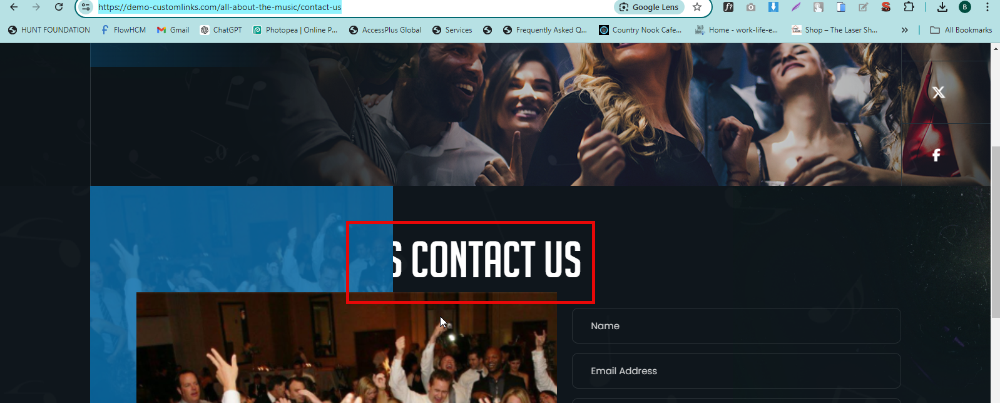 https://demo-customlinks.com/all-about-the-music/contact-us
Google Lens
HUNT FOUNDATION
FlowHCM
Gmail
ChatGPT
Photopea | Online P...
AccessPlus Global
Services
Frequently Asked Q...
Country Nook Cafe...
Home - work-life-e...
Shop – The Laser Sh...
All Bookmarks
S CONTACT US
Name
Email Address